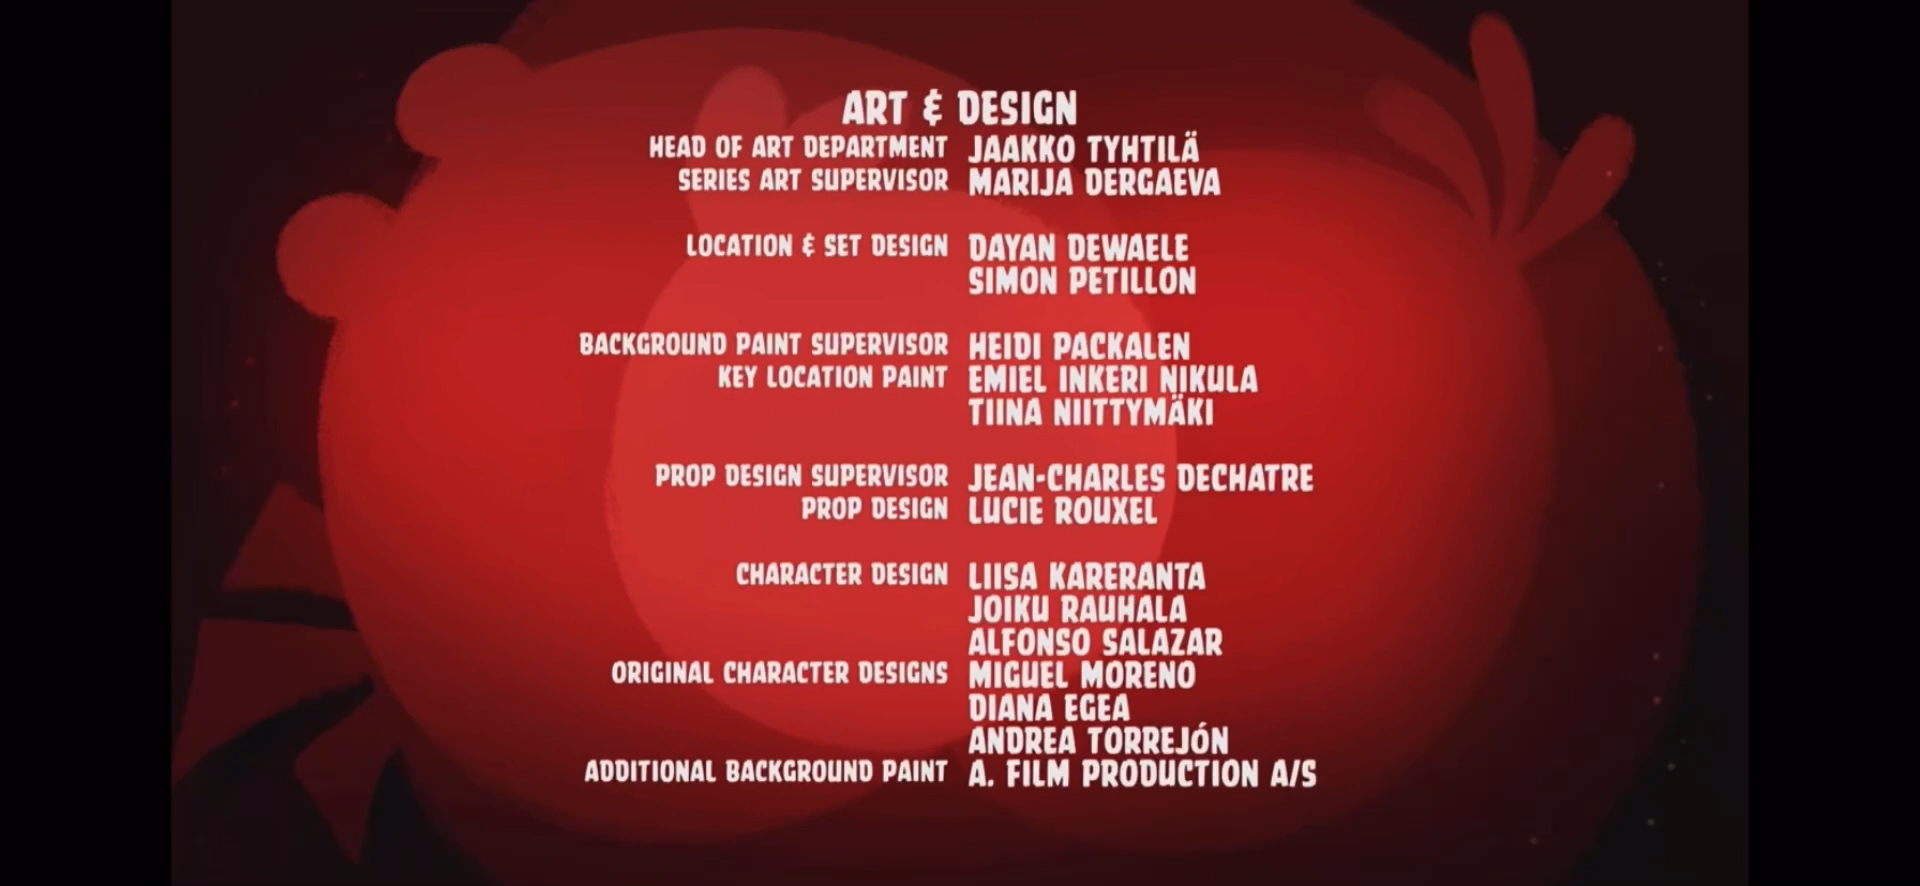 ART & DESIGN
HEAD OF ART DEPARTMENT JAAKKO TYHTILÄ
SERIES ART SUPERVISOR MARIJA DERGAEVA
LOCATION & SET DESIGN DAYAN DEWAELE
SIMON PETILLON
BACKGROUND PAINT SUPERVISOR HEIDI PACKALEN
KEY LOCATION PAINT EMIEL INKERI NIKULA
TIINA NIITTYMÄKI
PROP DESIGN SUPERVISOR JEAN-CHARLES DECHATRE
PROP DESIGN LUCIE ROUXEL
CHARACTER DESIGN LIISA KARERANTA
JOIKU RAUHALA
ALFONSO SALAZAR
ORIGINAL CHARACTER DESIGNS MIGUEL MORENO
DIANA EGEA
ANDREA TORREJÓN
ADDITIONAL BACKGROUND PAINT A. FILM PRODUCTION A/S